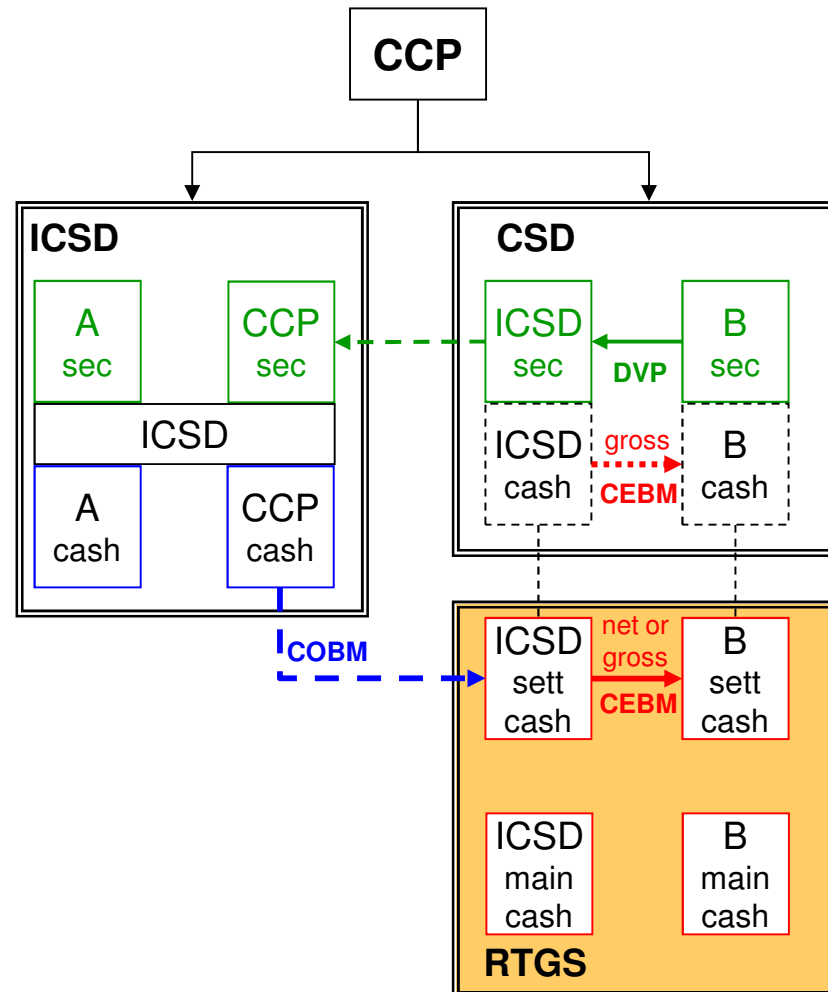 CCP
ICSD
A
sec
CCP
sec
ICSD
A
cash
CCP
cash
COBM
CSD
ICSD
sec
DVP
B
sec
ICSD
cash
gross
CEBM
B
cash
ICSD
sett
cash
net or
gross
CEBM
B
sett
cash
ICSD
main
cash
B
main
cash
RTGS